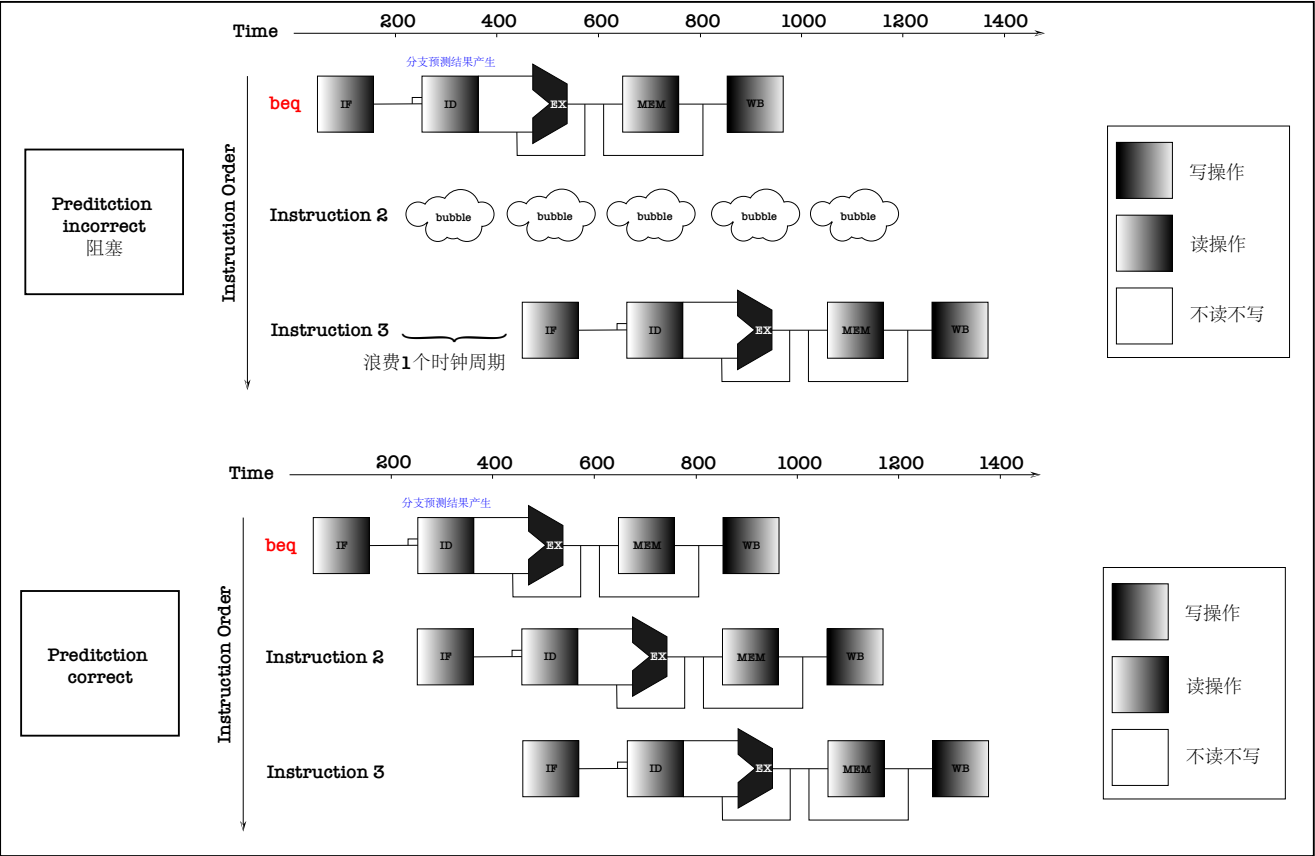 Time 200 400 600 800 1000 1200 1400
分支预测结果产生
beq IF ID EX MEM WB
Preditction
incorrect
阻塞
Instruction Order
Instruction 2 bubble bubble bubble bubble bubble
Instruction 3 IF ID EX MEM WB
浪费1个时钟周期
写操作
读操作
不读不写
Time 200 400 600 800 1000 1200 1400
分支预测结果产生
beq IF ID EX MEM WB
Preditction
correct
Instruction Order
Instruction 2 IF ID EX MEM WB
Instruction 3 IF ID EX MEM WB
写操作
读操作
不读不写